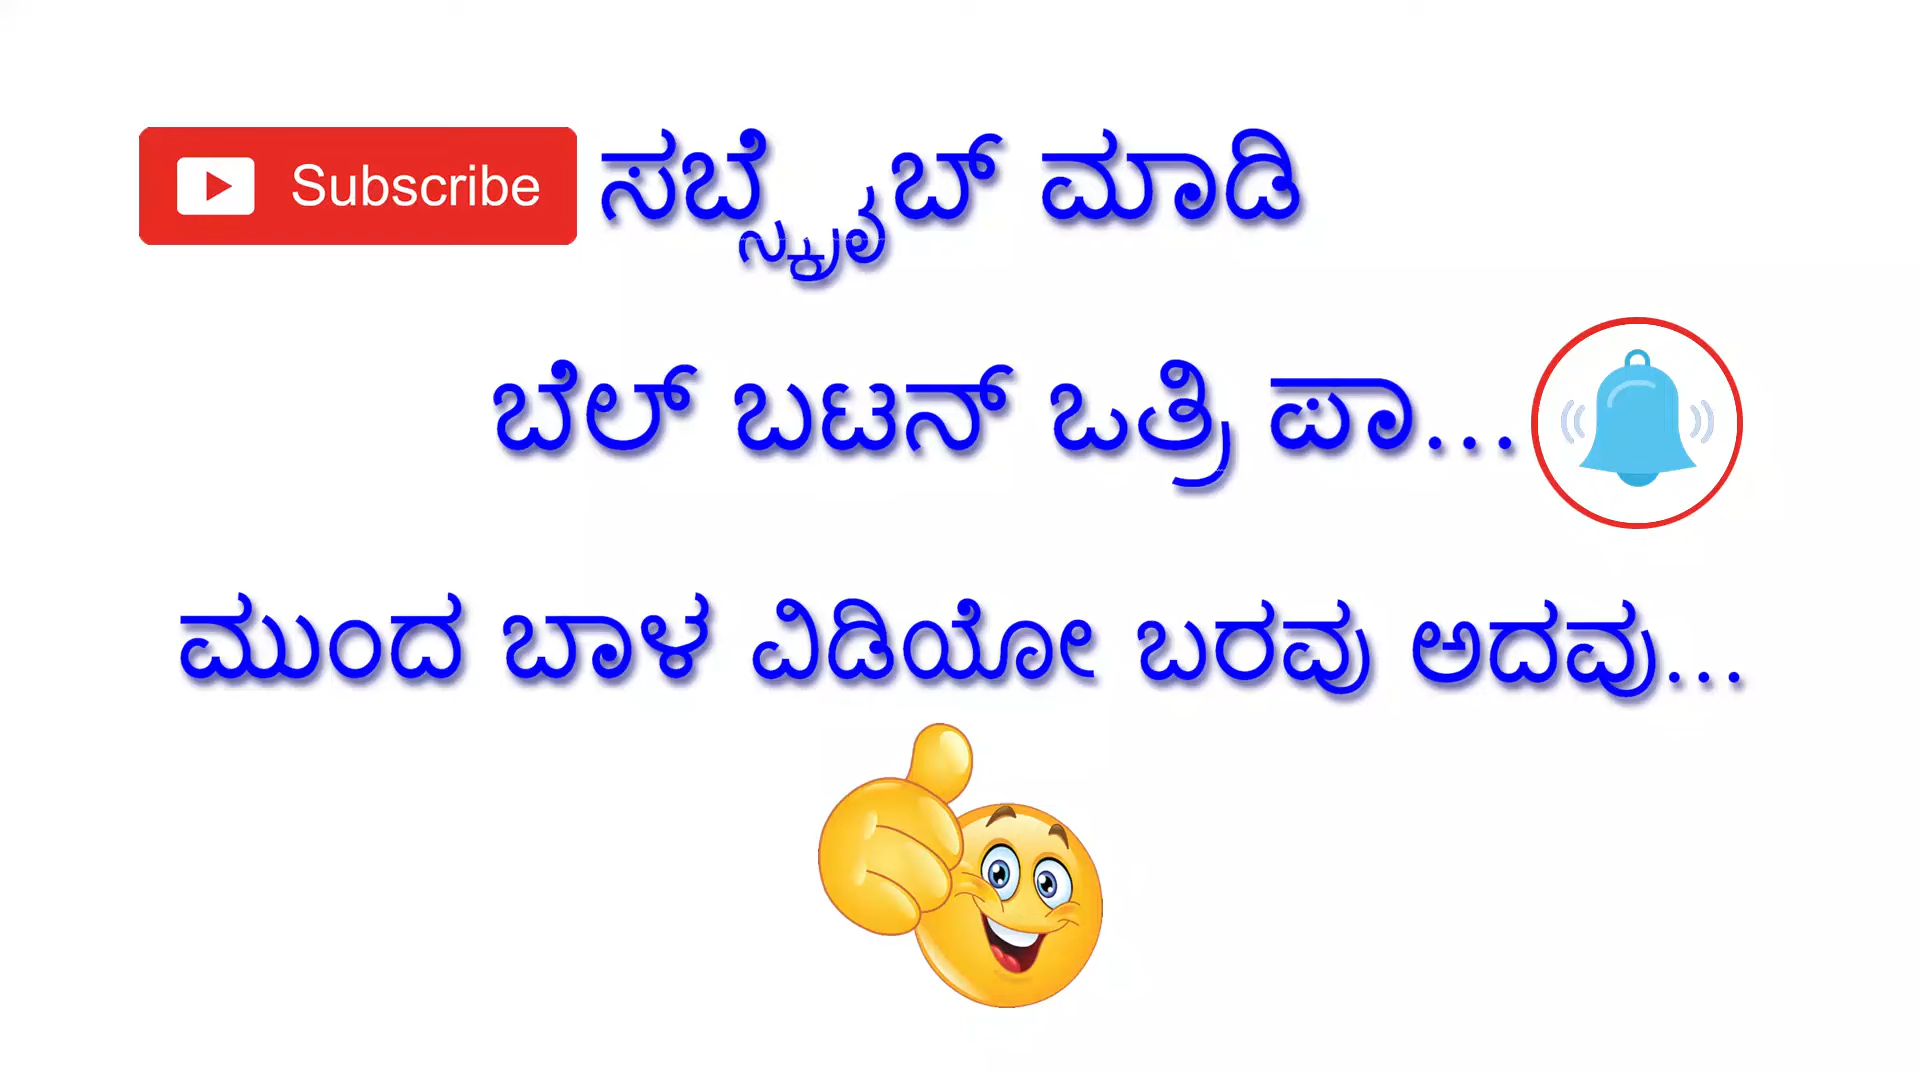 Subscribe ಸಬ್ಸ್ಕ್ರೈಬ್ ಮಾಡಿ
ಬೆಲ್ ಬಟನ್ ಒತ್ರಿ ಪಾ...
ಮುಂದ ಬಾಳ ವಿಡಿಯೋ ಬರವು ಅದವು...